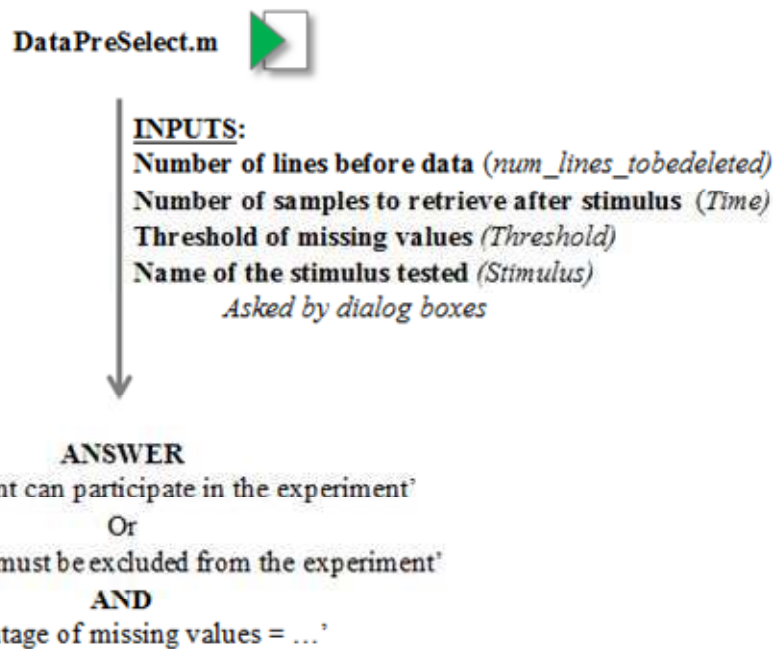 DataPreSelect.m
INPUTS:
Number of lines before data (num_lines_tobedeleted)
Number of samples to retrieve after stimulus (Time)
Threshold of missing values (Threshold)
Name of the stimulus tested (Stimulus)
Asked by dialog boxes
ANSWER
can participate in the experiment’
Or
must be excluded from the experiment’
AND
of missing values = …’